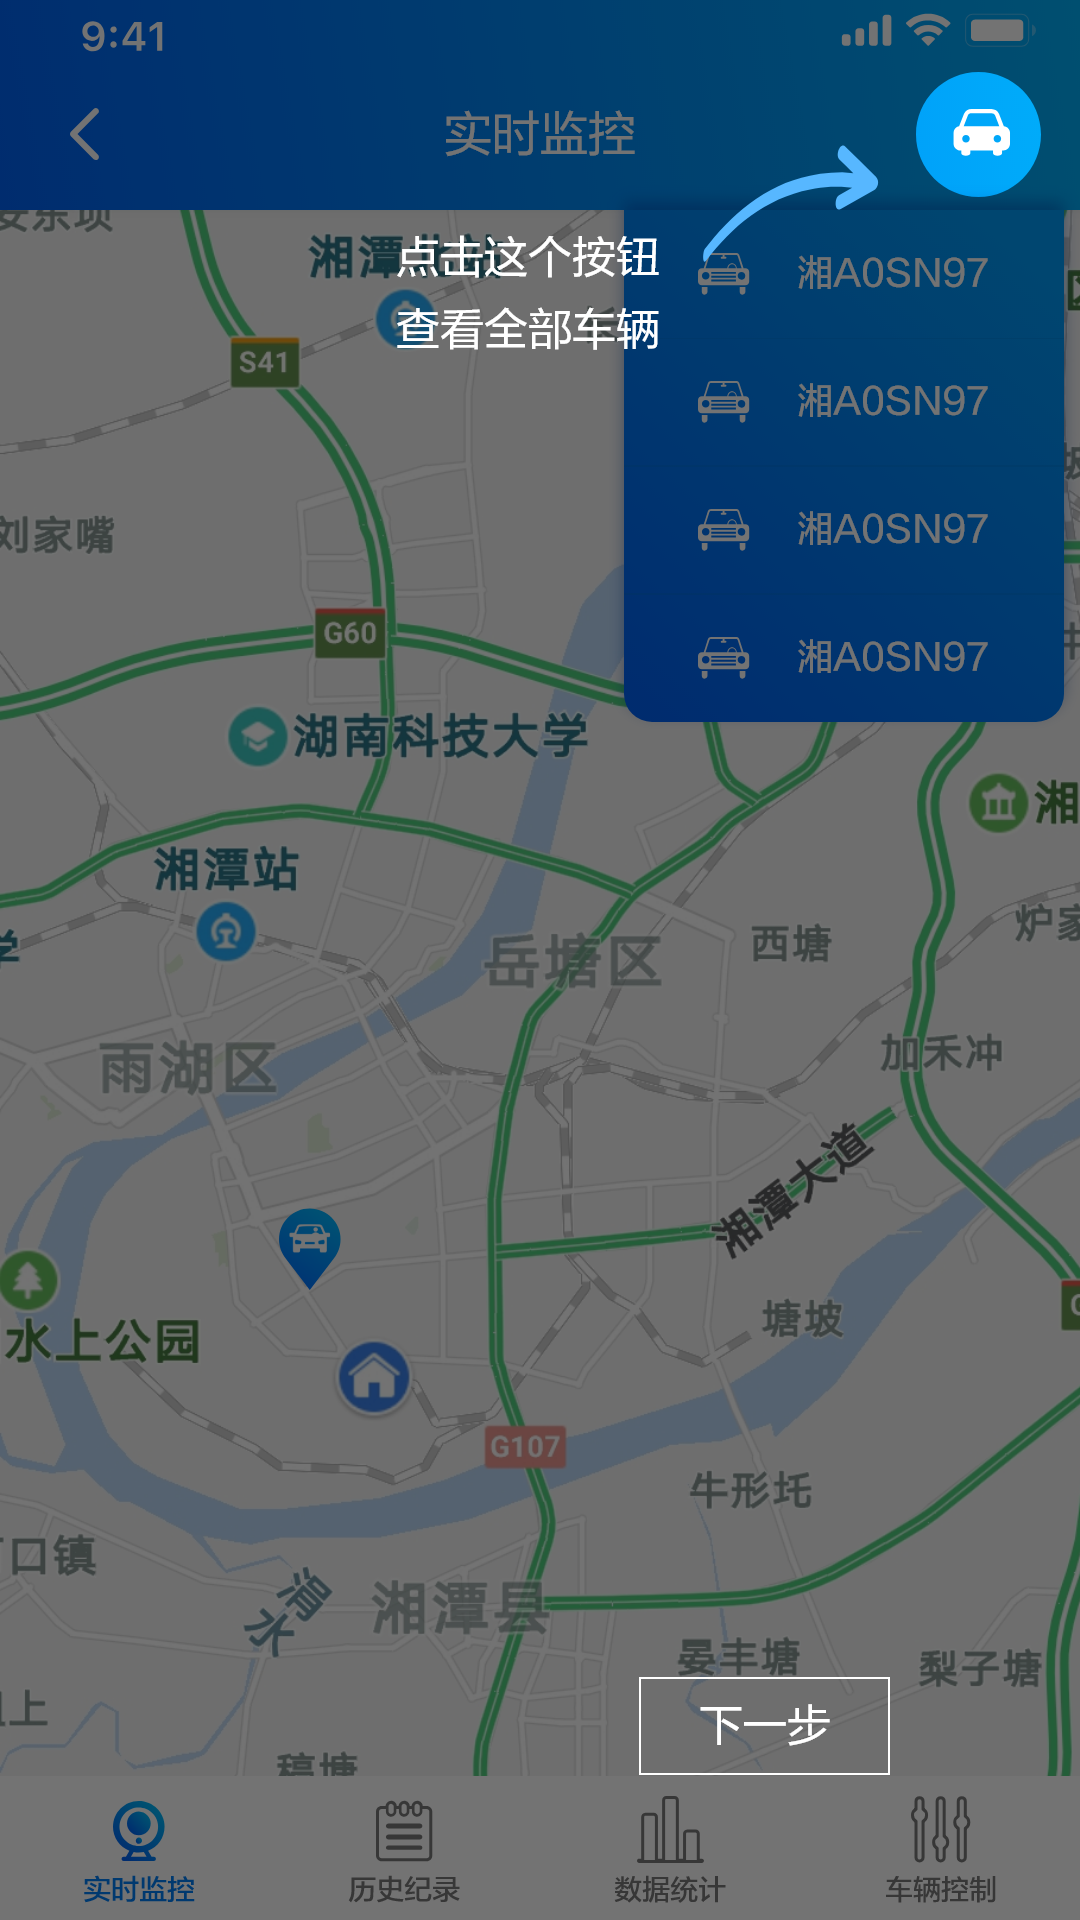 9:41
实时监控
湘A0SN97
湘A0SN97
湘A0SN97
湘A0SN97
点击这个按钮
查看全部车辆
S41
刘家嘴
G60
湖南科技大学
湘
湘潭站
岳塘区
西塘
学
雨湖区
加禾冲
湘潭大道
水上公园
塘坡
G107
牛形托
口镇
涓水
湘潭县
晏丰塘
梨子塘
上
下一步
实时监控
历史纪录
数据统计
车辆控制